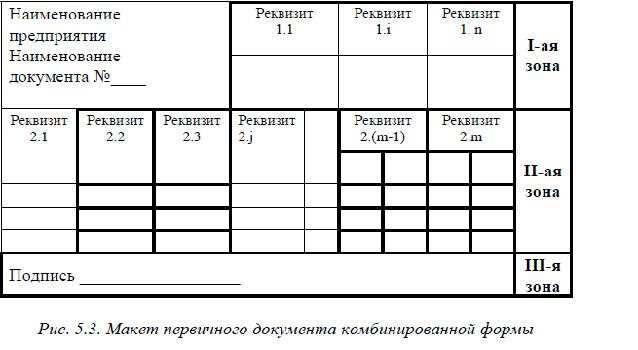 Наименование
предприятия
Наименование
документа №____
Реквизит
1.1
Реквизит
1.i
Реквизит
1. n
I-ая
зона
Реквизит
2.1
Реквизит
2.2
Реквизит
2.3
Реквизит
2.j
Реквизит
2.(m-1)
Реквизит
2.m
II-ая
зона
Подпись __________________
III-я
зона
Рис. 5.3. Макет первичного документа комбинированной формы